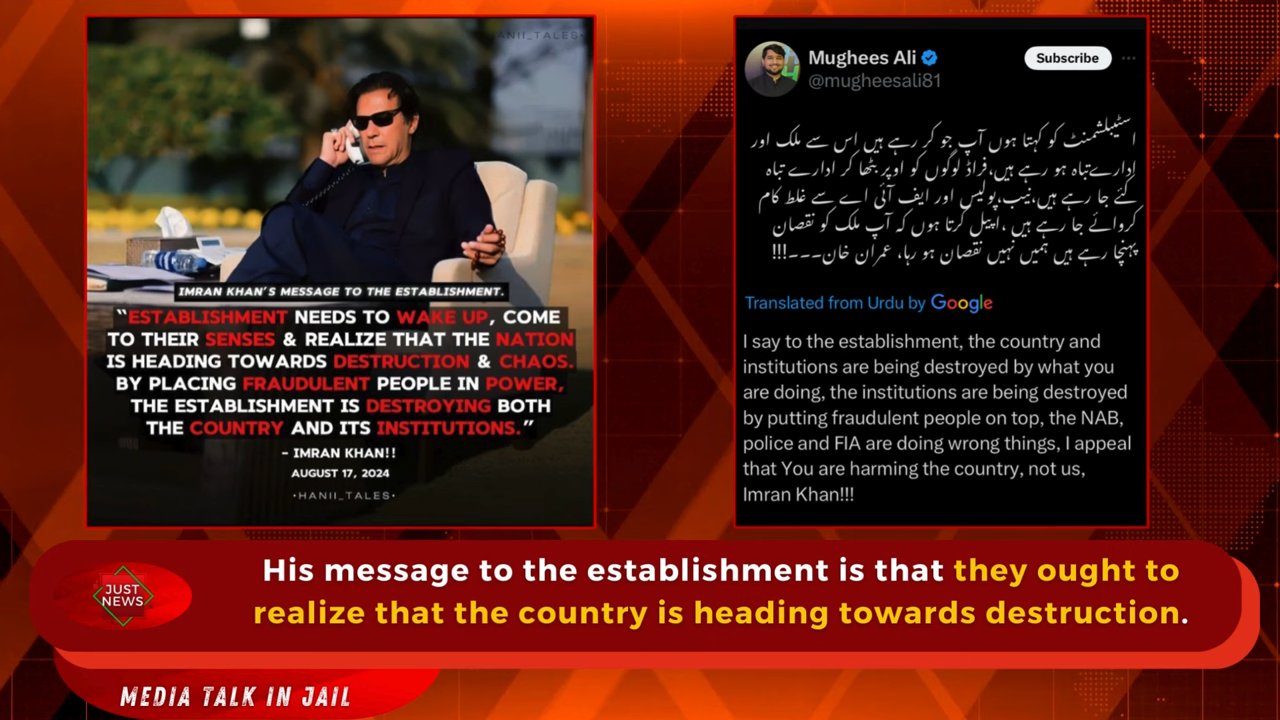 HANII_TALES•
IMRAN KHAN'S MESSAGE TO THE ESTABLISHMENT.
"ESTABLISHMENT NEEDS TO WAKE UP, COME
TO THEIR SENSES & REALIZE THAT THE NATION
IS HEADING TOWARDS DESTRUCTION & CHAOS.
BY PLACING FRAUDULENT PEOPLE IN POWER,
THE ESTABLISHMENT IS DESTROYING BOTH
THE COUNTRY AND ITS INSTITUTIONS."
– IMRAN KHAN!!
AUGUST 17, 2024
•HANII_TALES•
Mughees Ali
@mugheesali81
Subscribe
اسٹیبلشمنٹ کو کہتا ہوں آپ جو کر رہے ہیں اس سے ملک اور
ادارے تباہ ہو رہے ہیں،فراڈ لوگوں کو اوپر بٹھا کر ادارے تباہ
کئے جا رہے ہیں،نیب،پولیس اور ایف آئی اے سے غلط کام
کروائے جا رہے ہیں ،اپیل کرتا ہوں کہ آپ ملک کو نقصان
پہنچا رہے ہیں ہمیں نہیں نقصان ہو رہا، عمران خان۔۔۔!!!
Translated from Urdu by Google
I say to the establishment, the country and
institutions are being destroyed by what you
are doing, the institutions are being destroyed
by putting fraudulent people on top, the NAB,
police and FIA are doing wrong things, I appeal
that You are harming the country, not us,
Imran Khan!!!
JUST
NEWS
His message to the establishment is that they ought to
realize that the country is heading towards destruction.
MEDIA TALK IN JAIL